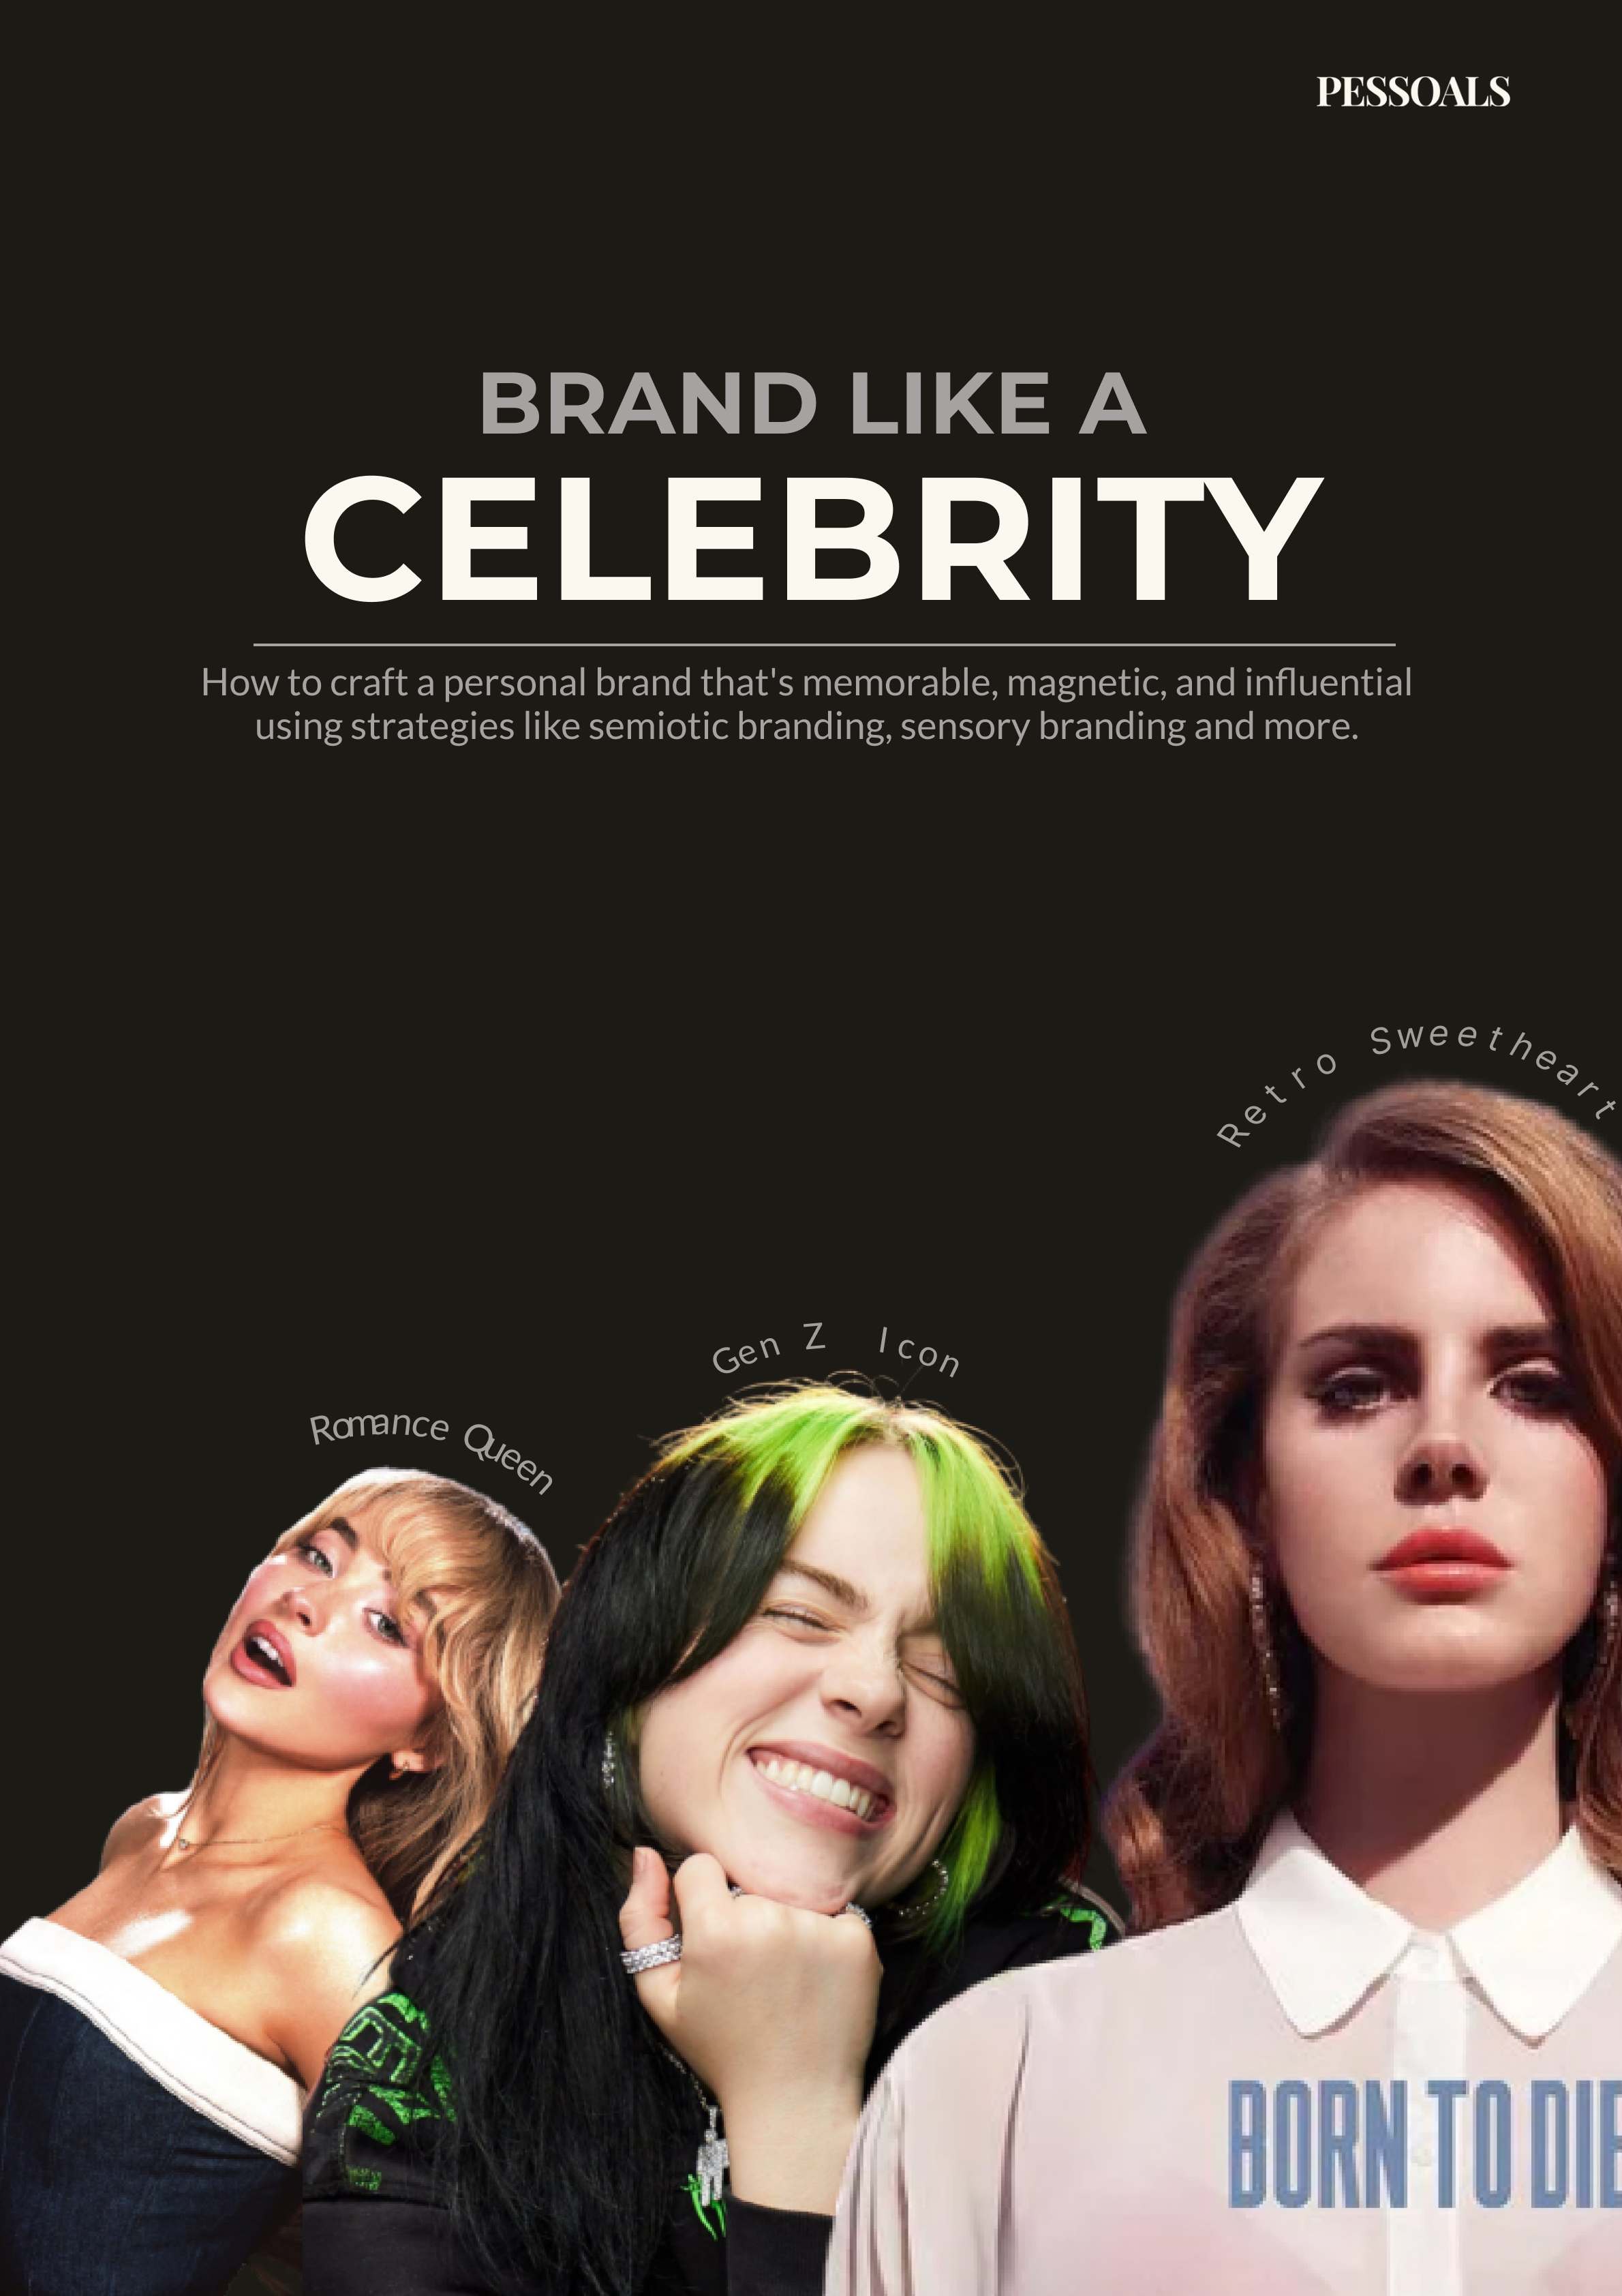 PESSOALS
BRAND LIKE A
CELEBRITY
How to craft a personal brand that's memorable, magnetic, and influential
using strategies like semiotic branding, sensory branding and more.
Retro Sweetheart
Gen Z Icon
Romance Queen
BORN TO DIE